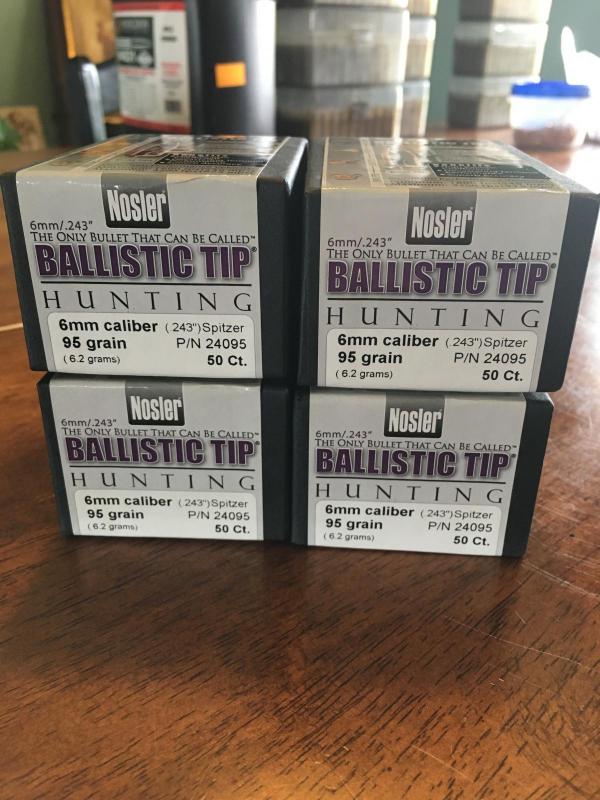 Nosler
6mm/.243"
THE ONLY BULLET THAT CAN BE CALLED™
BALLISTIC TIP®
HUNTING
6mm caliber (.243") Spitzer
95 grain P/N 24095
(6.2 grams) 50 Ct.
Nosler
6mm/.243"
THE ONLY BULLET THAT CAN BE CALLED™
BALLISTIC TIP®
HUNTING
6mm caliber (.243") Spitzer
95 grain P/N 24095
(6.2 grams) 50 Ct.
Nosler
6mm/.243"
THE ONLY BULLET THAT CAN BE CALLED™
BALLISTIC TIP®
HUNTING
6mm caliber (.243") Spitzer
95 grain P/N 24095
(6.2 grams) 50 Ct.
Nosler
6mm/.243"
THE ONLY BULLET THAT CAN BE CALLED™
BALLISTIC TIP®
HUNTING
6mm caliber (.243") Spitzer
95 grain P/N 24095
(6.2 grams) 50 Ct.